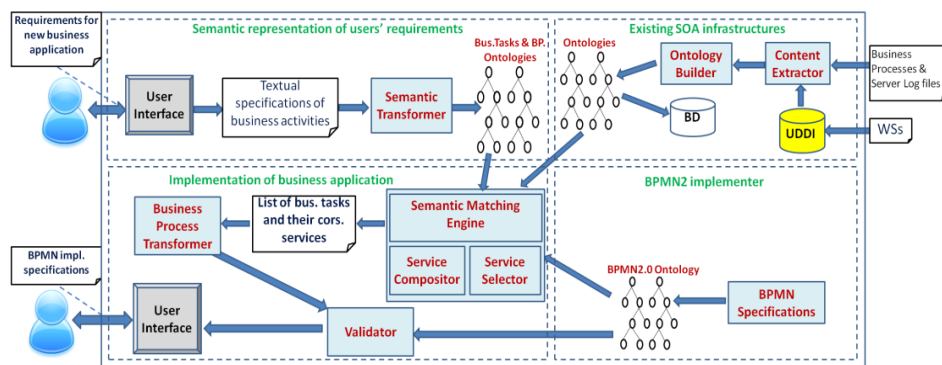 Requirements for
new business
application
Semantic representation of users' requirements
Existing SOA infrastructures
Bus.Tasks & BP.
Ontologies
Ontologies
Ontology
Builder
Content
Extractor
Business
Processes &
Server Log files
User
Interface
Textual
specifications of
business activities
Semantic
Transformer
BD
UDDI
WSs
Implementation of business application
BPMN2 implementer
Business
Process
Transformer
List of bus. tasks
and their cors.
services
Semantic Matching
Engine
Service
Compositor
Service
Selector
BPMN impl.
specifications
BPMN2.0 Ontology
BPMN
Specifications
User
Interface
Validator